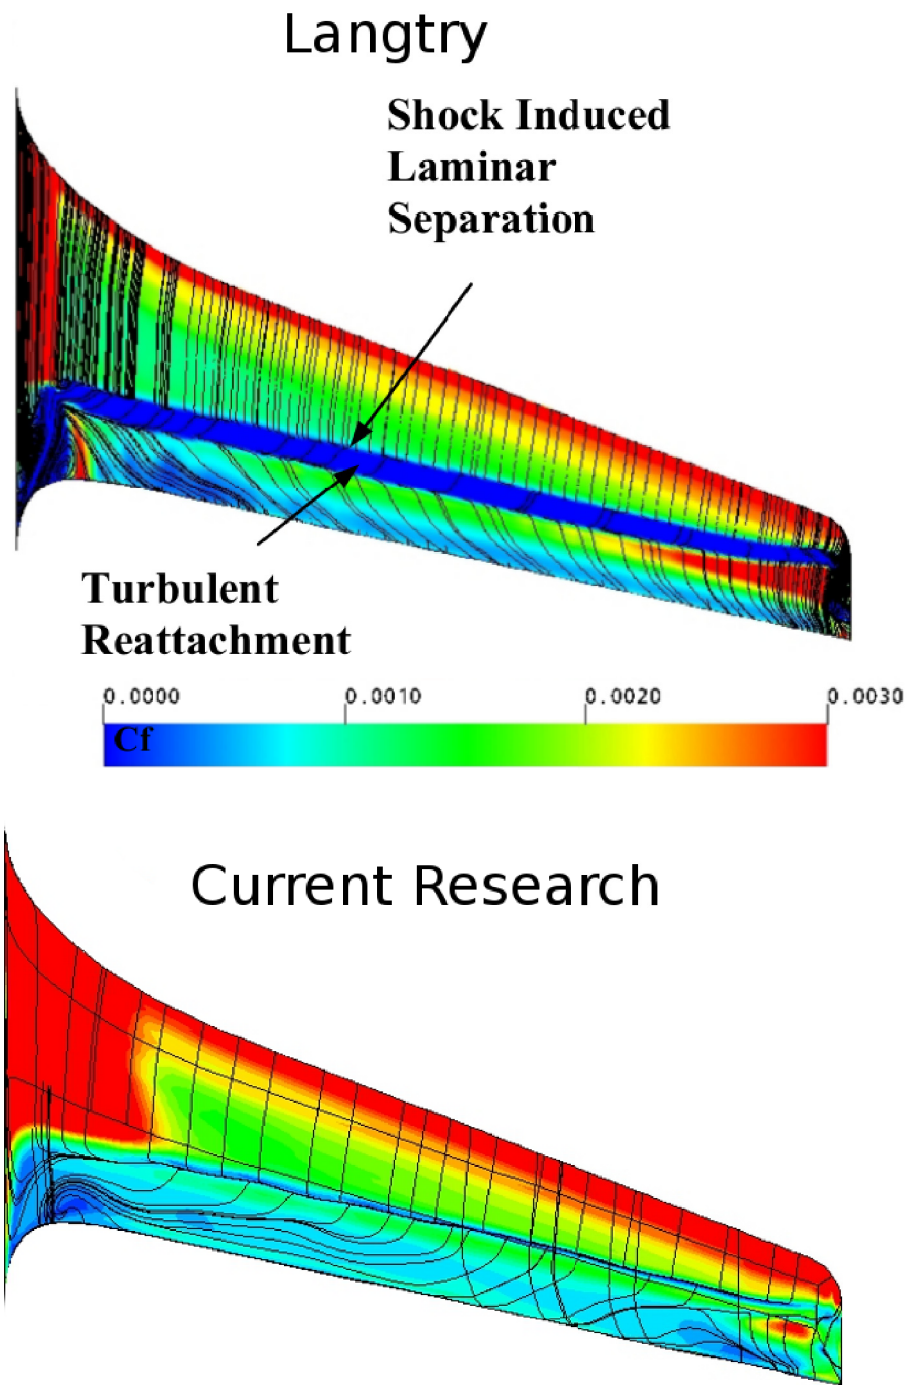 Langtry
Shock Induced
Laminar
Separation
Turbulent
Reattachment
0.0000 0.0010 0.0020 0.0030
Cf
Current Research